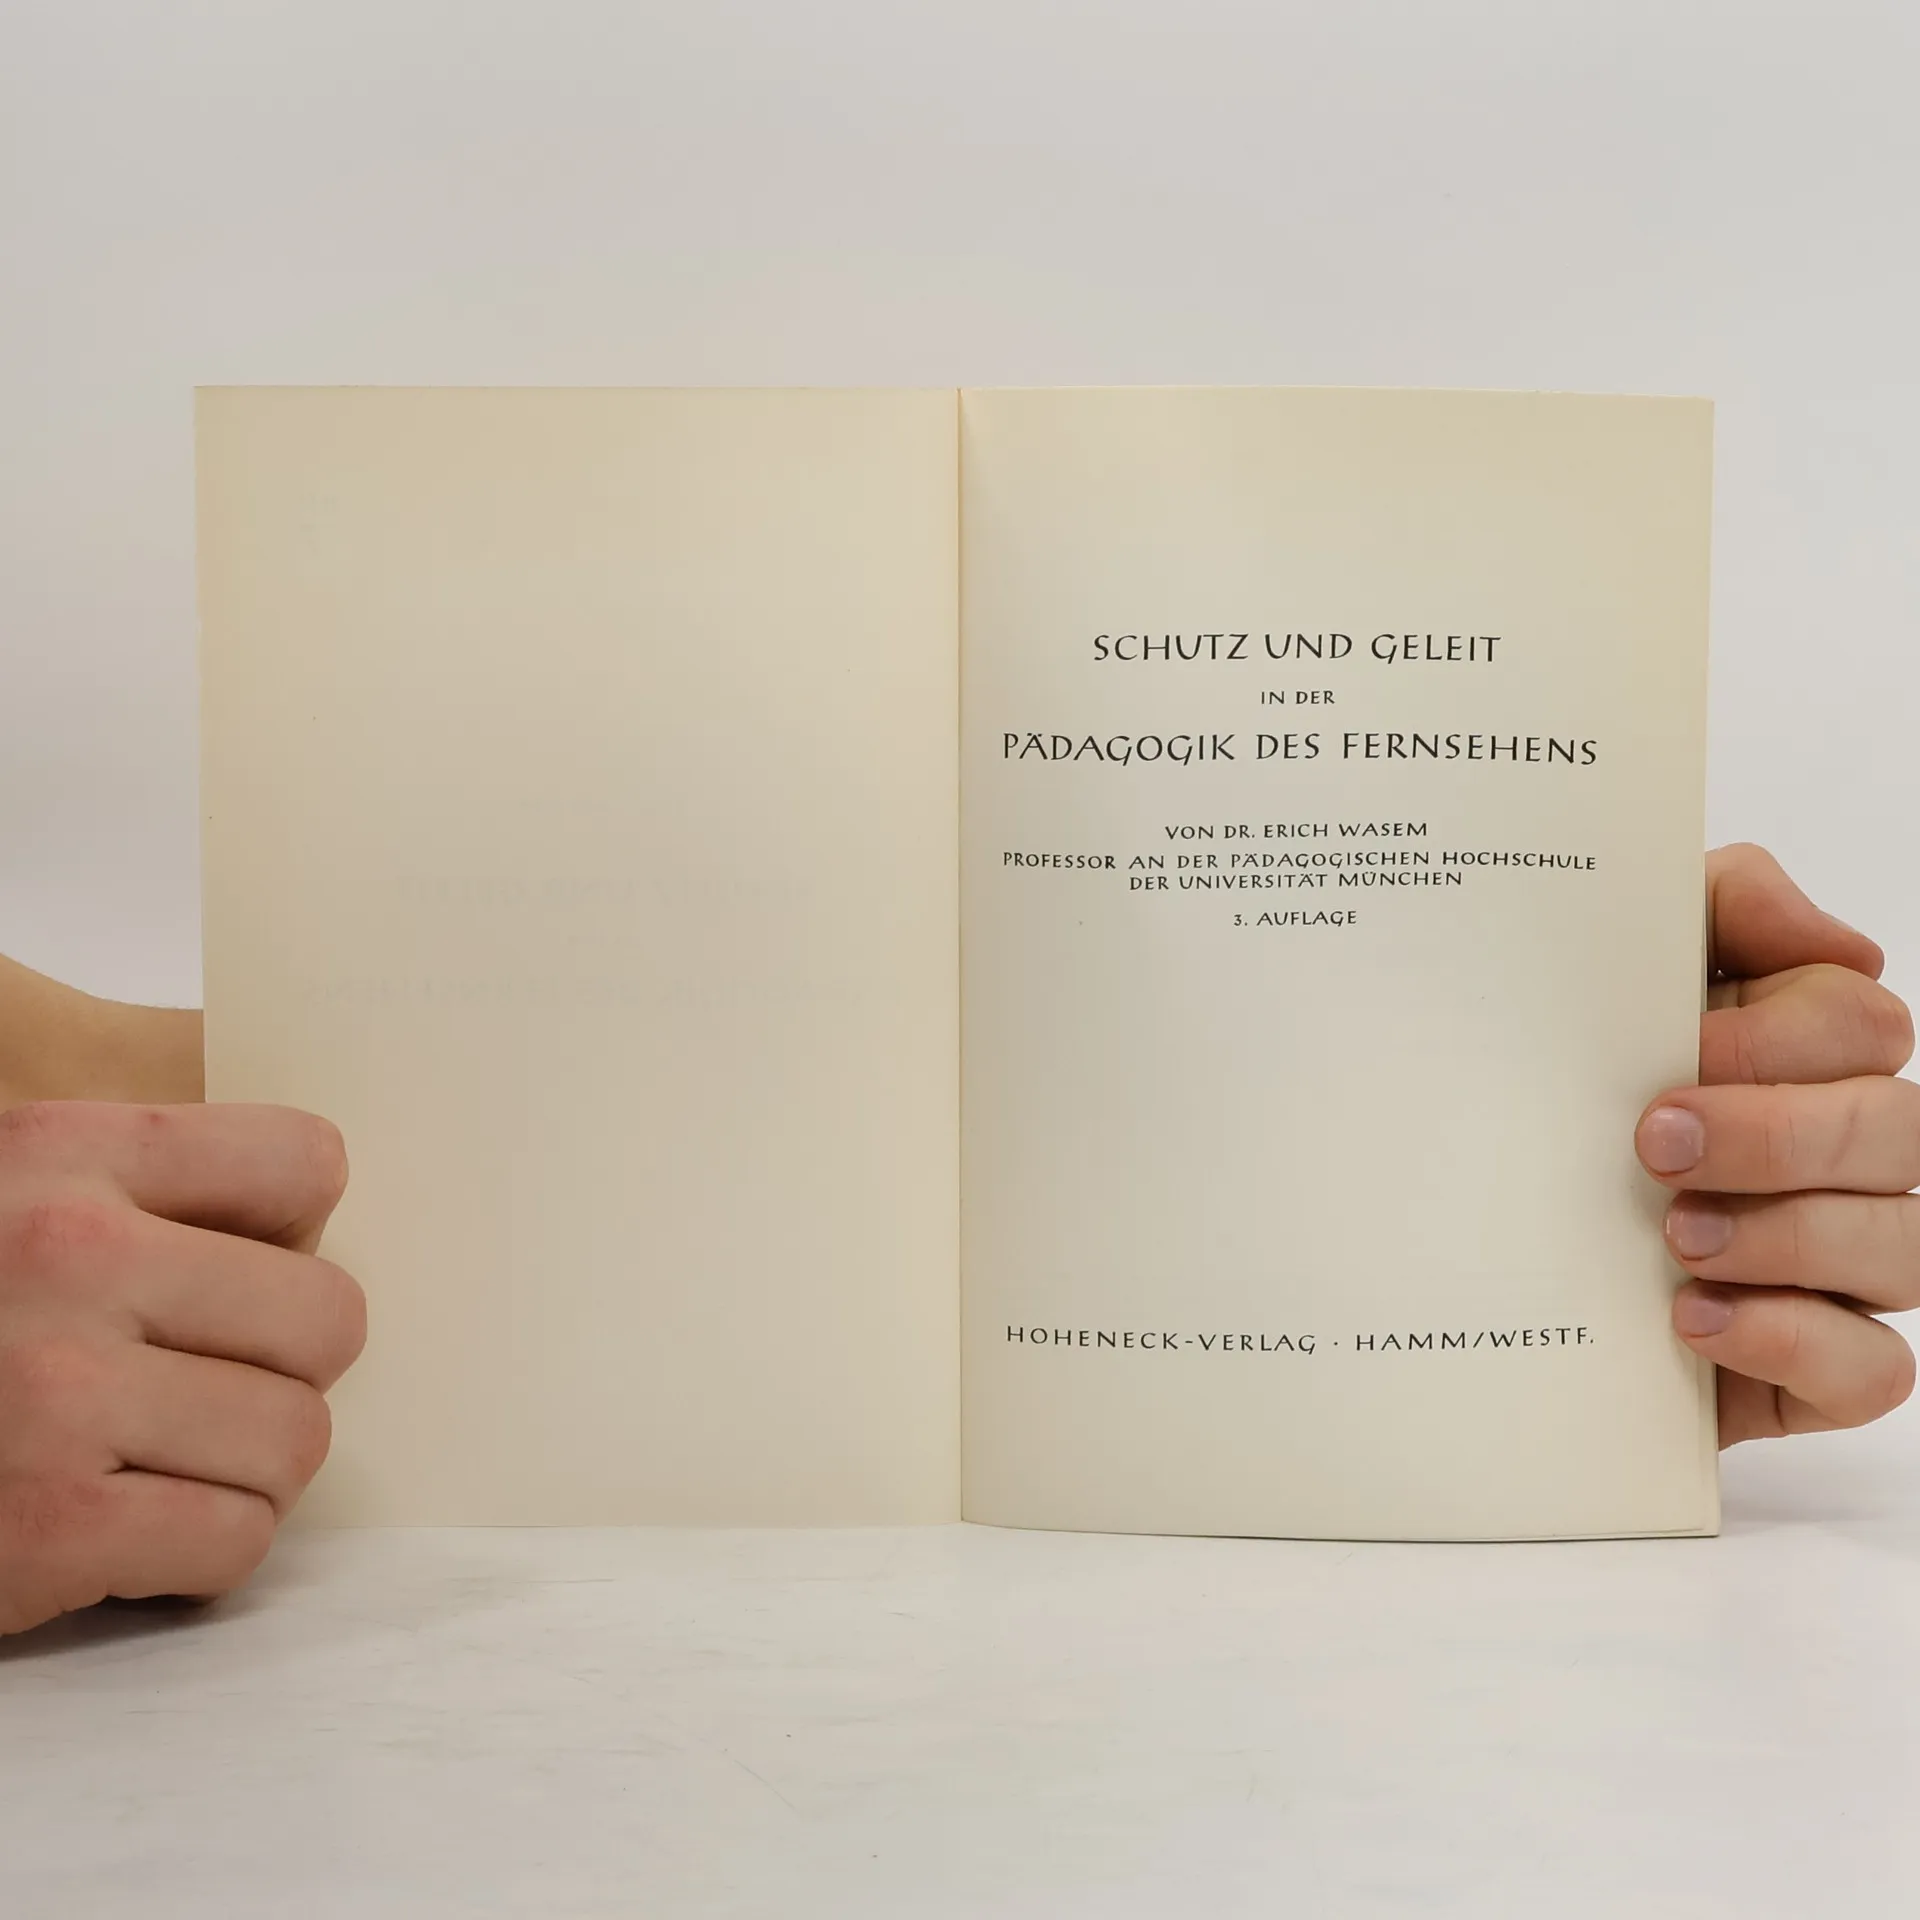 SCHUTZ UND GELEIT
IN DER
PÄDAGOGIK DES FERNSEHENS
VON DR. ERICH WASEM
PROFESSOR AN DER PÄDAGOGISCHEN HOCHSCHULE
DER UNIVERSITÄT MÜNCHEN
3. AUFLAGE
HOHENECK-VERLAG · HAMM/WESTF.